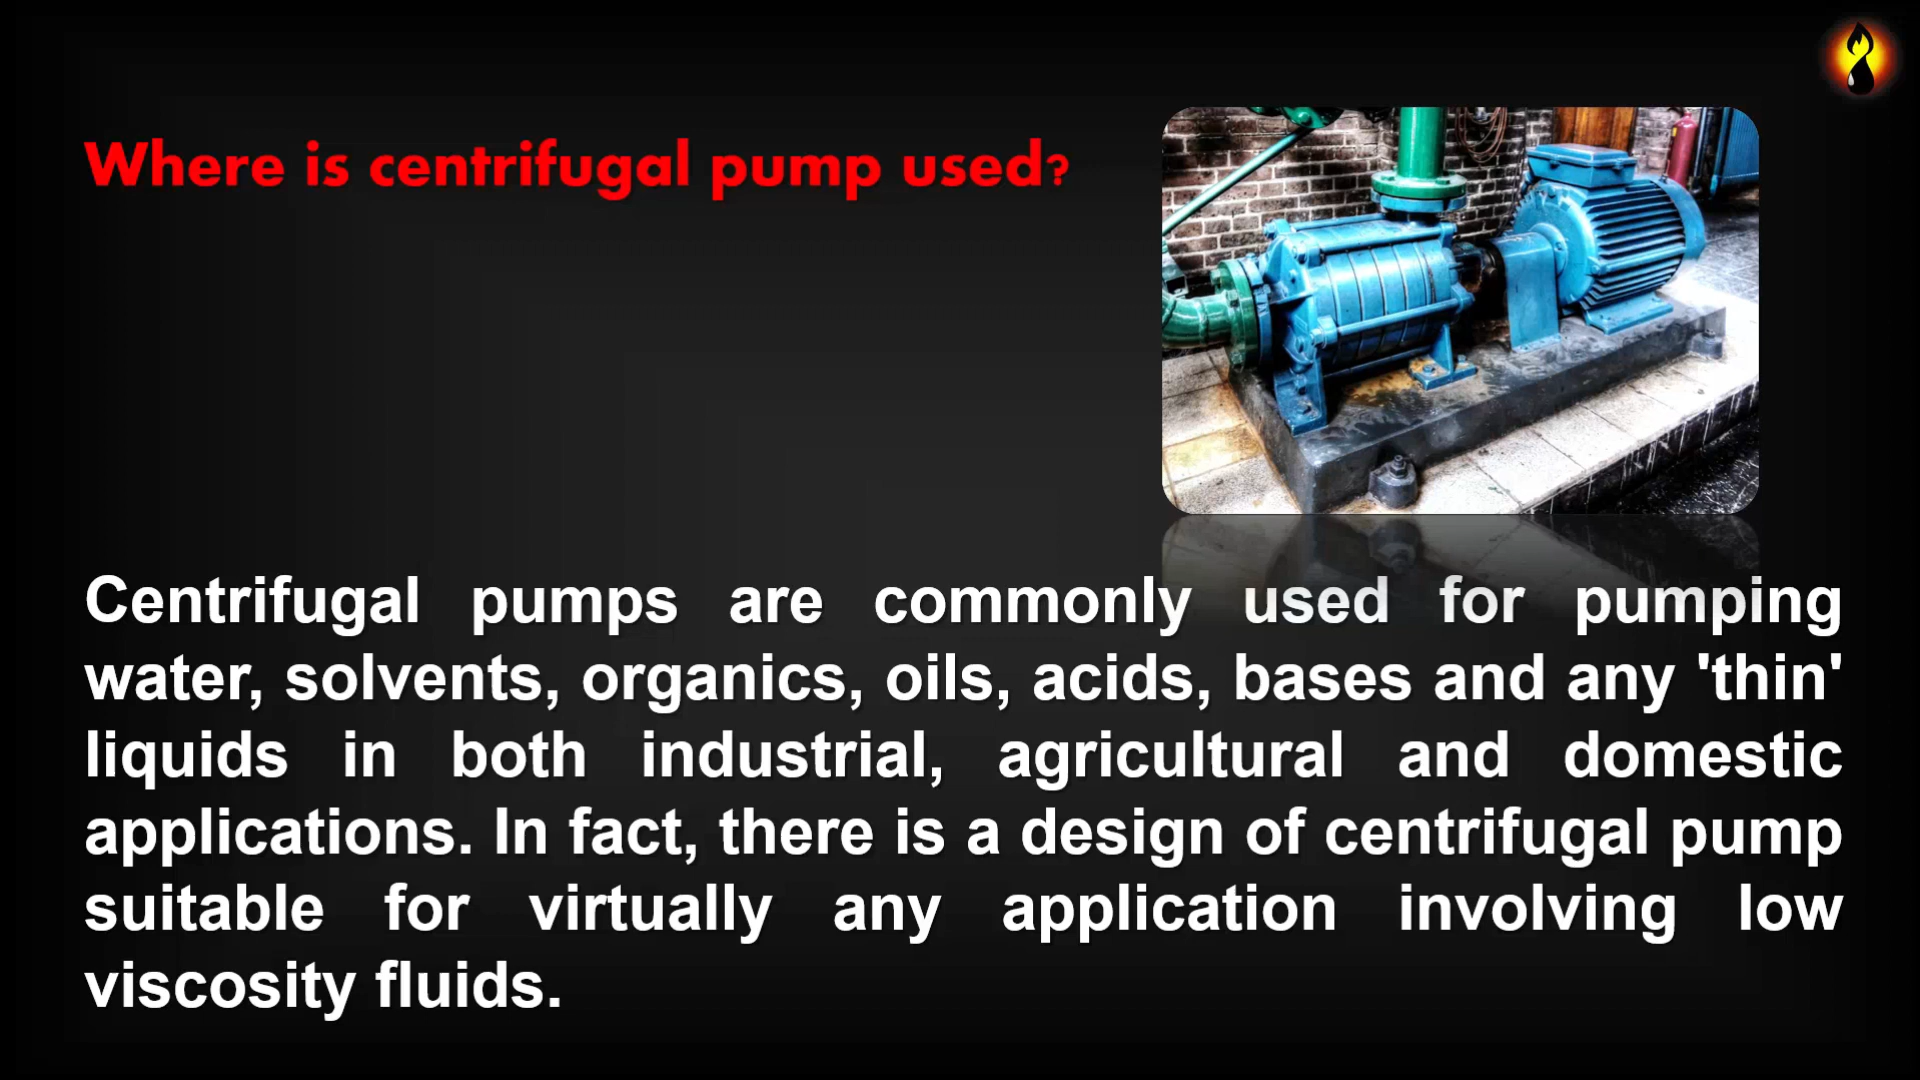 Where is centrifugal pump used?
Centrifugal pumps are commonly used for pumping
water, solvents, organics, oils, acids, bases and any 'thin'
liquids in both industrial, agricultural and domestic
applications. In fact, there is a design of centrifugal pump
suitable for virtually any application involving low
viscosity fluids.